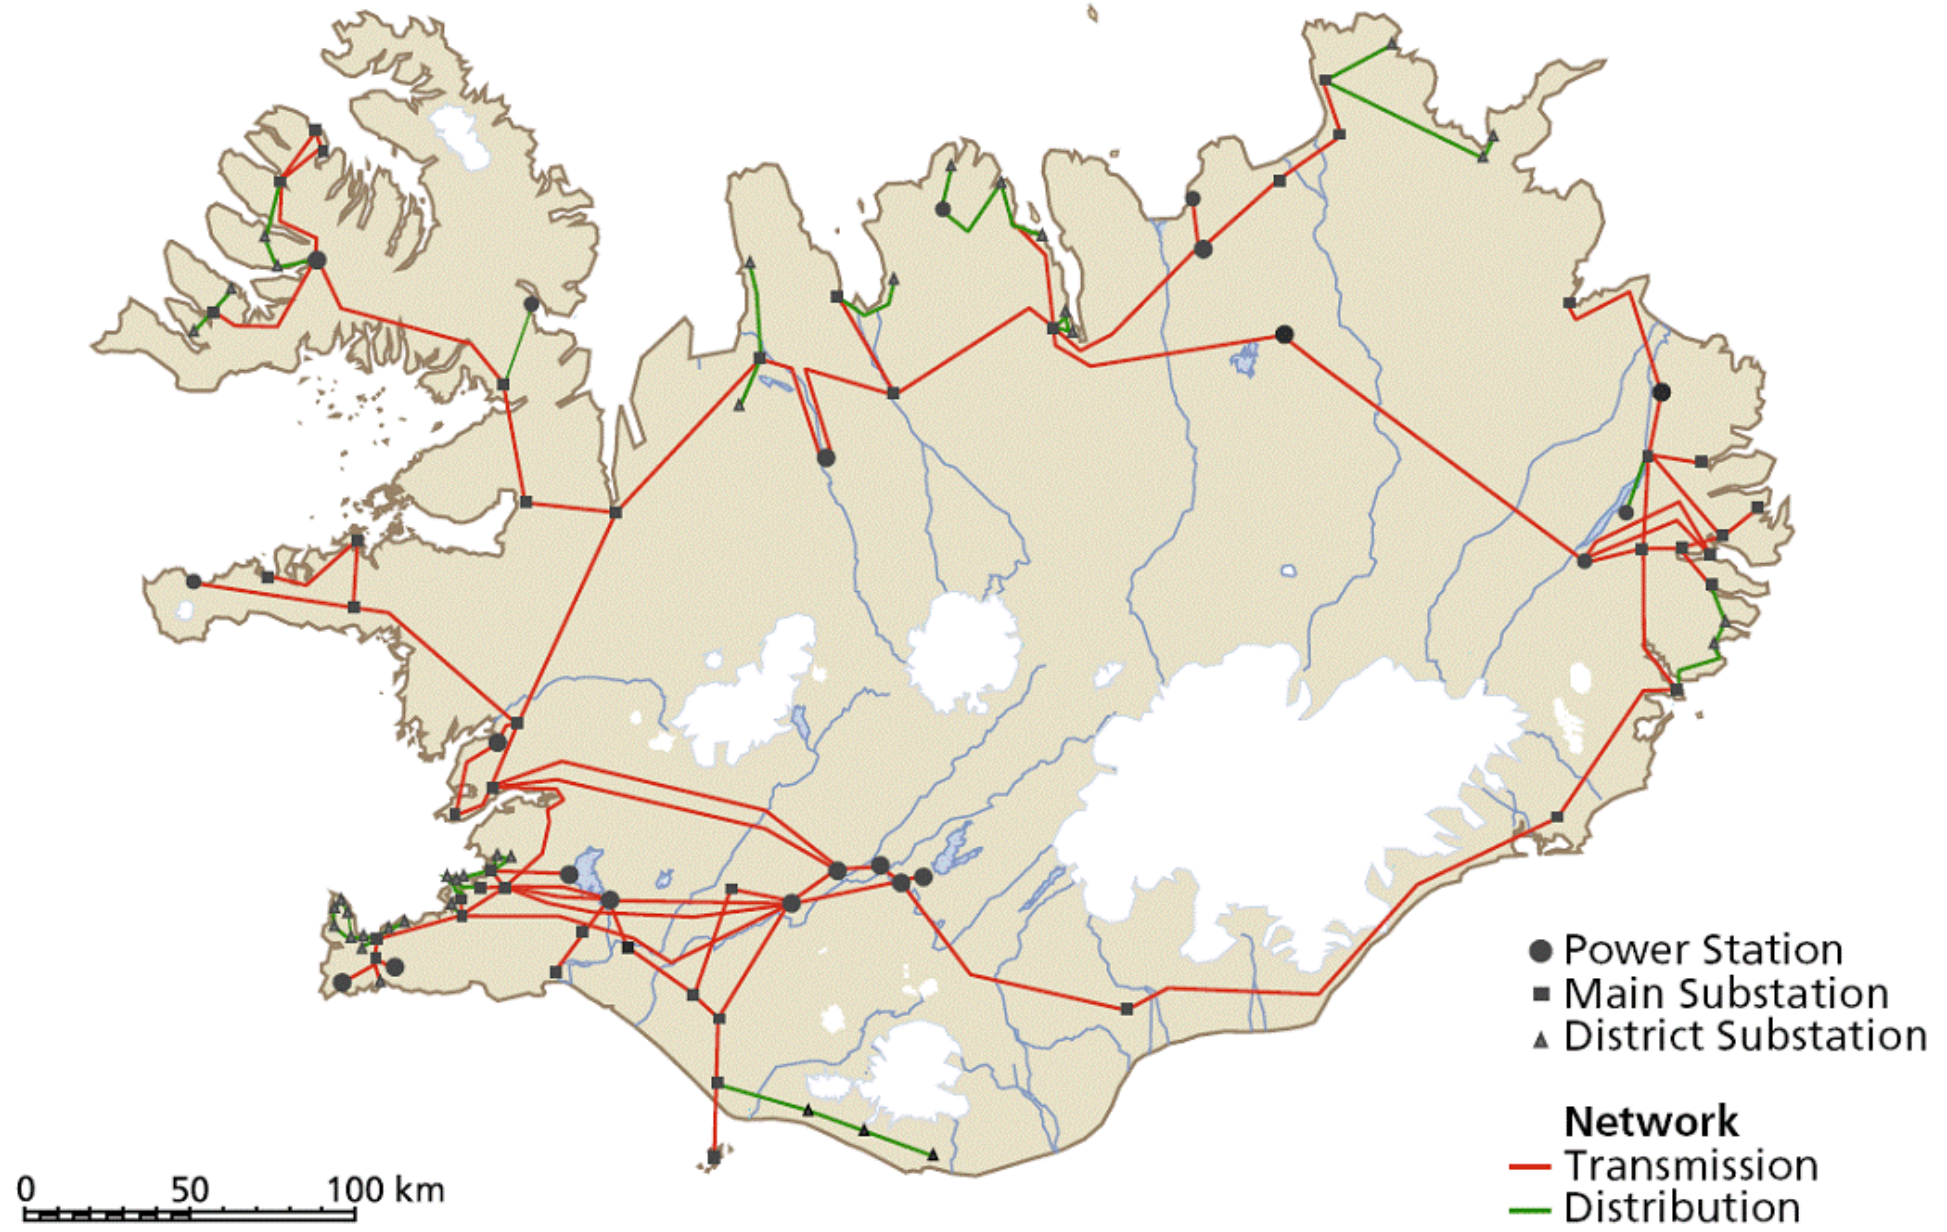 Power Station
Main Substation
District Substation
Network
Transmission
Distribution
0 50 100 km